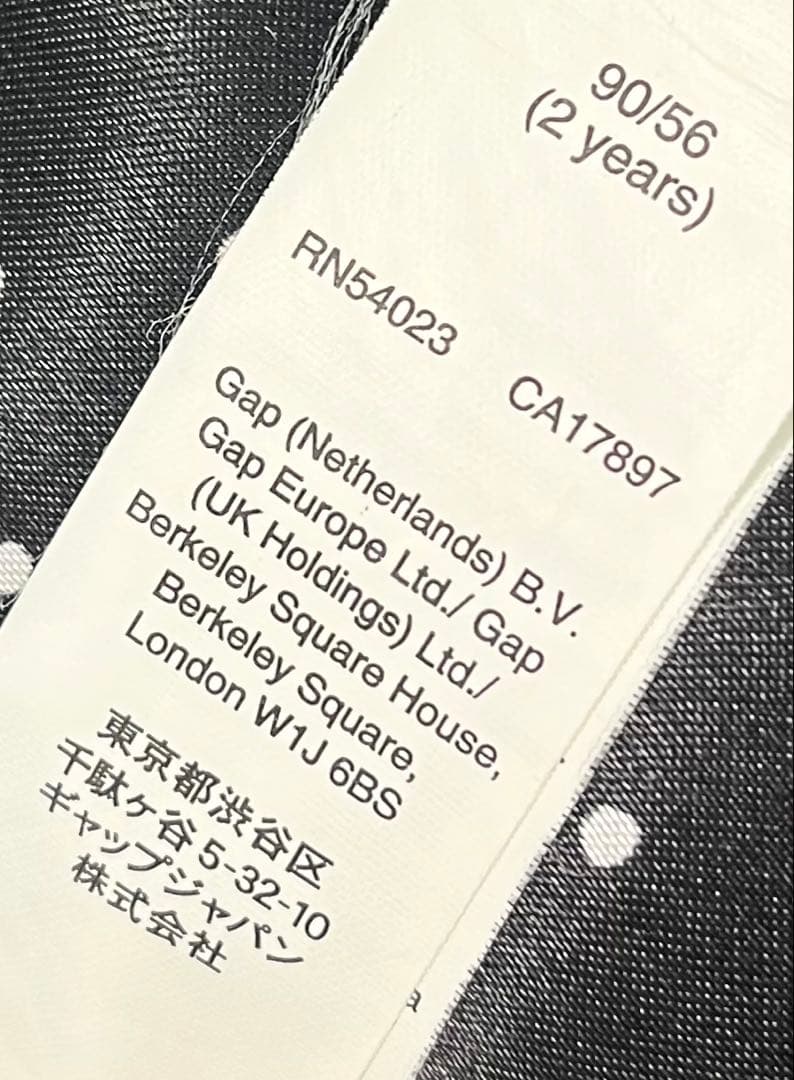 90/56
(2 years)
RN54023 CA17897
Gap (Netherlands) B.V.
Gap Europe Ltd./ Gap
(UK Holdings) Ltd./
Berkeley Square House,
Berkeley Square,
London W1J 6BS
東京都渋谷区
千駄ヶ谷5-32-10
ギャップジャパン
株式会社
a